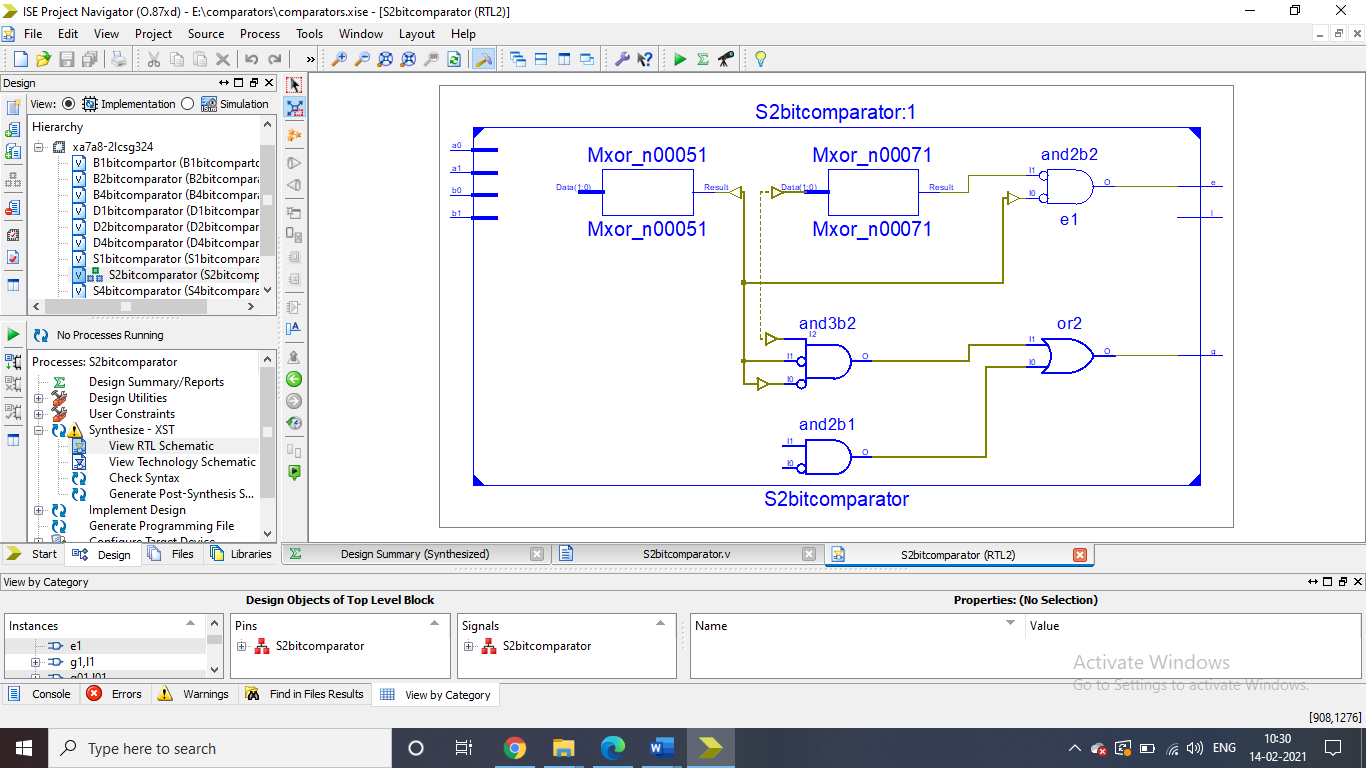 ISE Project Navigator (O.87xd) - E:\comparators\comparators.xise - [S2bitcomparator (RTL2)]
File Edit View Project Source Process Tools Window Layout Help
Design
View: Implementation Simulation
Hierarchy
xa7a8-2lcsg324
B1bitcompartor (B1bitcompartc
B2bitcomparator (B2bitcompar
B4bitcomparator (B4bitcompar
D1bitcomparator (D1bitcompar
D2bitcomparator (D2bitcompar
D4bitcomparator (D4bitcompar
S1bitcomparator (S1bitcompara
S2bitcomparator (S2bitcomp
S4bitcomparator (S4bitcompara
No Processes Running
Processes: S2bitcomparator
Design Summary/Reports
Design Utilities
User Constraints
Synthesize - XST
View RTL Schematic
View Technology Schematic
Check Syntax
Generate Post-Synthesis S...
Implement Design
Generate Programming File
Configure Target Device
Start Design Files Libraries
S2bitcomparator:1
a0
a1
b0
b1
Mxor_n00051
Data(1:0) Result
Mxor_n00051
Mxor_n00071
Data(1:0) Result
Mxor_n00071
and2b2
I1
I0
O
e1
e
l
and3b2
I2
I1
I0
O
or2
I1
I0
O
g
and2b1
I1
I0
O
S2bitcomparator
Design Summary (Synthesized) S2bitcomparator.v S2bitcomparator (RTL2)
View by Category
Design Objects of Top Level Block
Properties: (No Selection)
Instances
e1
g1,l1
g01,l01
Pins
S2bitcomparator
Signals
S2bitcomparator
Name Value
Activate Windows
Go to Settings to activate Windows.
Console Errors Warnings Find in Files Results View by Category
[908,1276]
Type here to search
W
ENG
10:30
14-02-2021